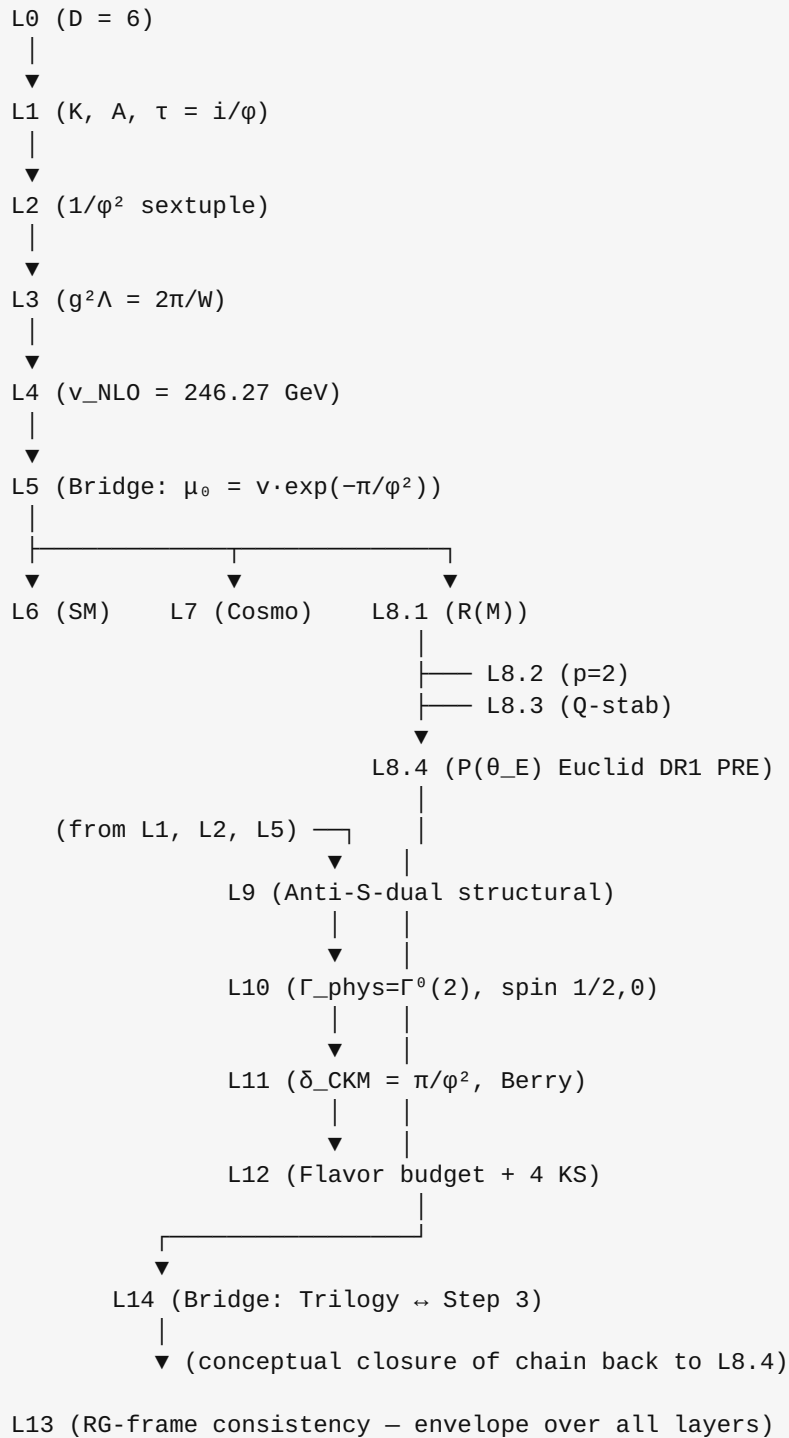 L0 (D = 6)
L1 (K, A, τ = i/φ)
L2 (1/φ² sextuple)
L3 (g²Λ = 2π/W)
L4 (v_NLO = 246.27 GeV)
L5 (Bridge: μ₀ = v·exp(−π/φ²))
L6 (SM) L7 (Cosmo) L8.1 (R(M))
L8.2 (p=2)
L8.3 (Q-stab)
L8.4 (P(θ_E) Euclid DR1 PRE)
(from L1, L2, L5)
L9 (Anti-S-dual structural)
L10 (Γ_phys=Γ⁰(2), spin 1/2,0)
L11 (δ_CKM = π/φ², Berry)
L12 (Flavor budget + 4 KS)
L14 (Bridge: Trilogy ↔ Step 3)
(conceptual closure of chain back to L8.4)
L13 (RG-frame consistency — envelope over all layers)